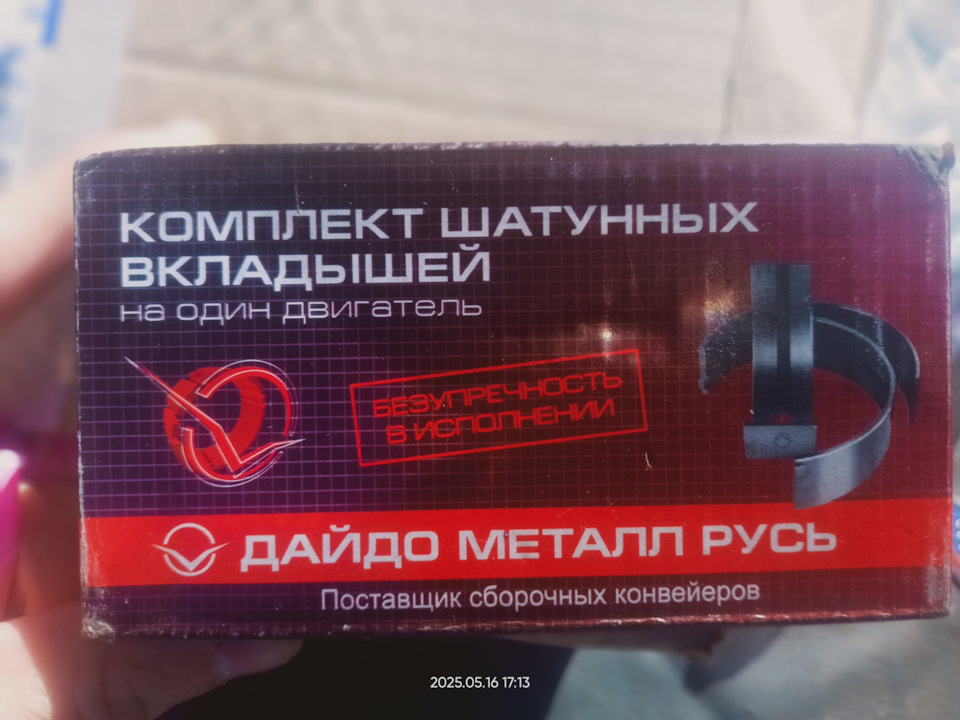 КОМПЛЕКТ ШАТУННЫХ
ВКЛАДЫШЕЙ
на один двигатель
БЕЗУПРЕЧНОСТЬ
В ИСПОЛНЕНИИ
ДАЙДО МЕТАЛЛ РУСЬ
Поставщик сборочных конвейеров
2025.05.16 17:13